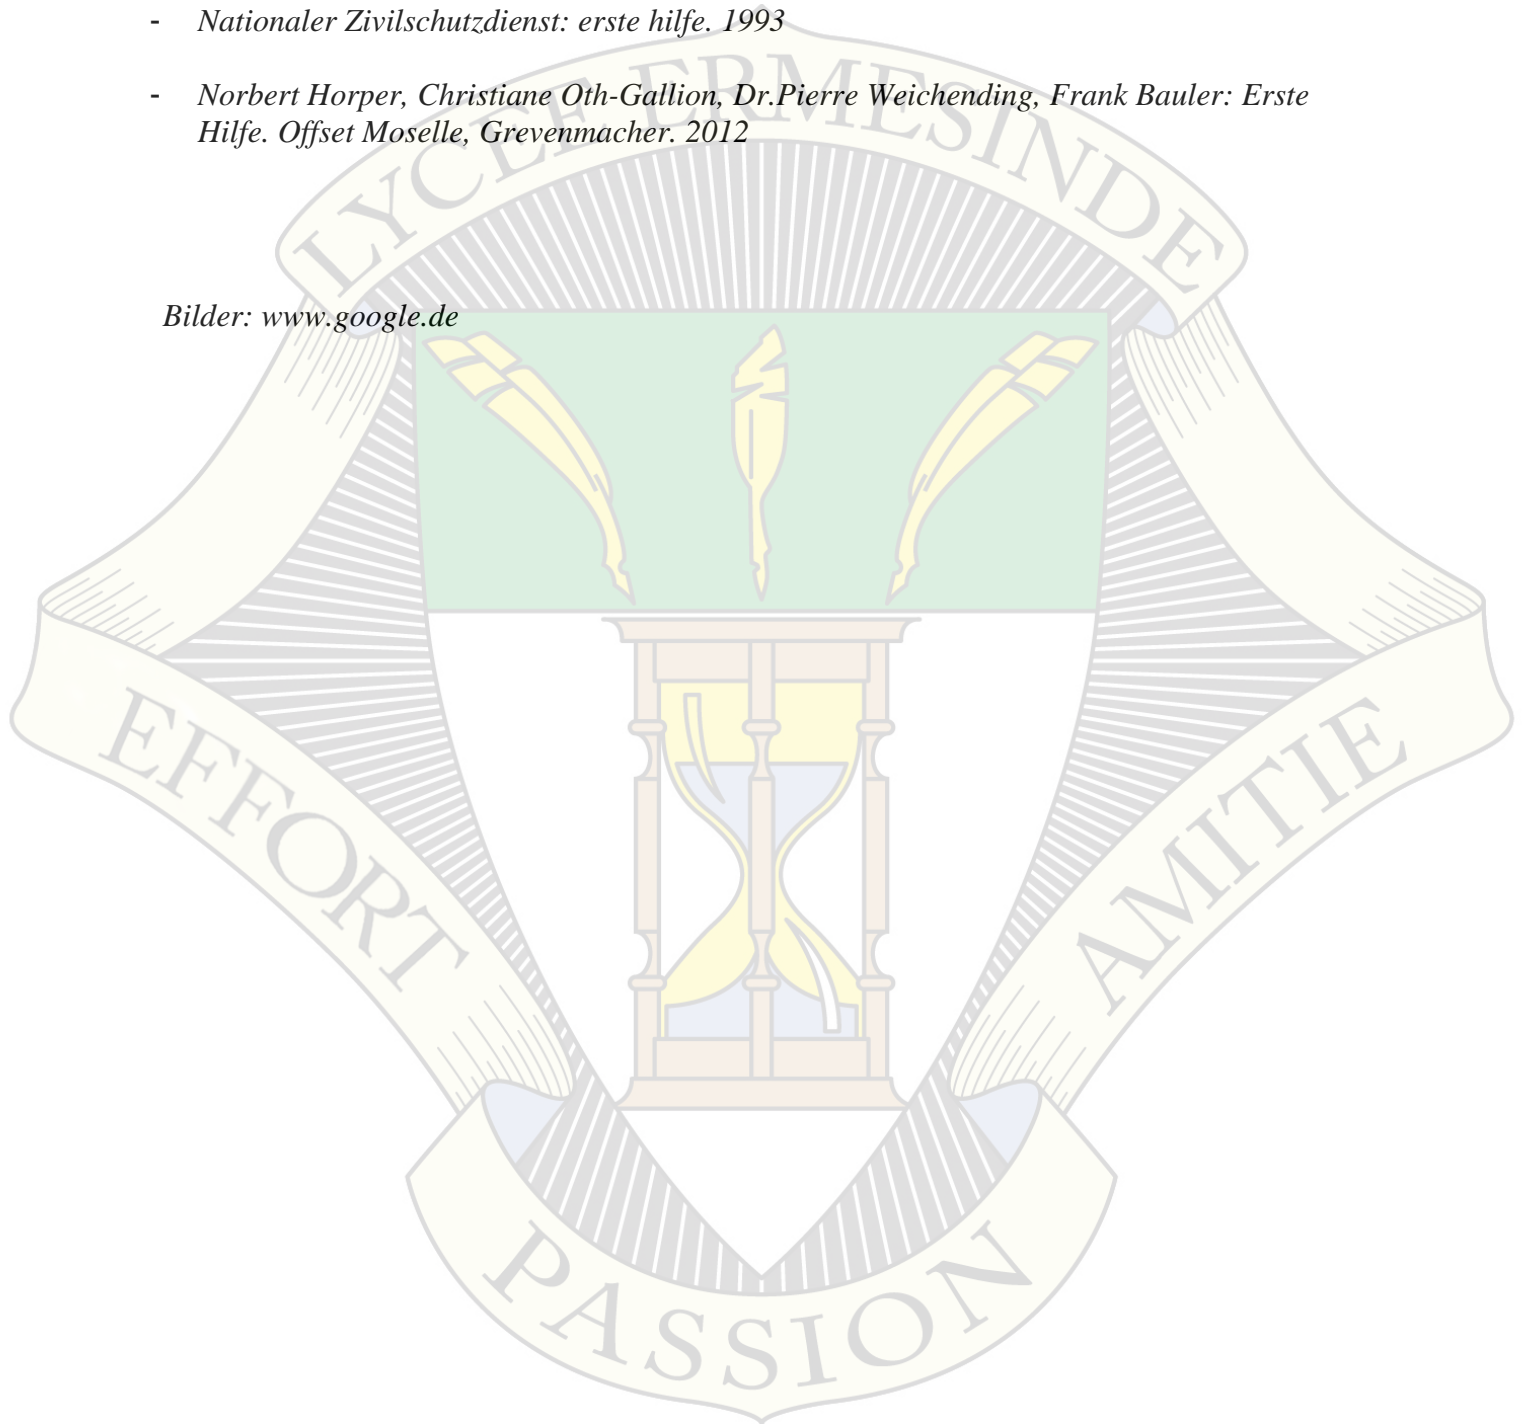 - Nationaler Zivilschutzdienst: erste hilfe. 1993
- Norbert Horper, Christiane Oth-Gallion, Dr.Pierre Weichending, Frank Bauler: Erste
Hilfe. Offset Moselle, Grevenmacher. 2012
LYCEE ERMESINDE
Bilder: www.google.de
EFFORT
AMITIE
PASSION